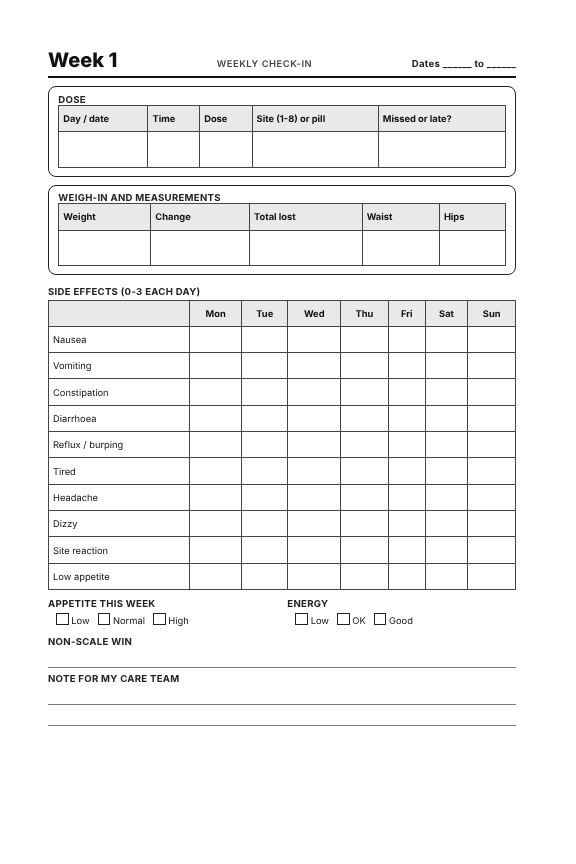 Week 1 WEEKLY CHECK-IN Dates ______ to ______
DOSE
Day / date Time Dose Site (1-8) or pill Missed or late?
WEIGH-IN AND MEASUREMENTS
Weight Change Total lost Waist Hips
SIDE EFFECTS (0-3 EACH DAY)
Mon Tue Wed Thu Fri Sat Sun
Nausea
Vomiting
Constipation
Diarrhoea
Reflux / burping
Tired
Headache
Dizzy
Site reaction
Low appetite
APPETITE THIS WEEK ENERGY
Low Normal High Low OK Good
NON-SCALE WIN
NOTE FOR MY CARE TEAM